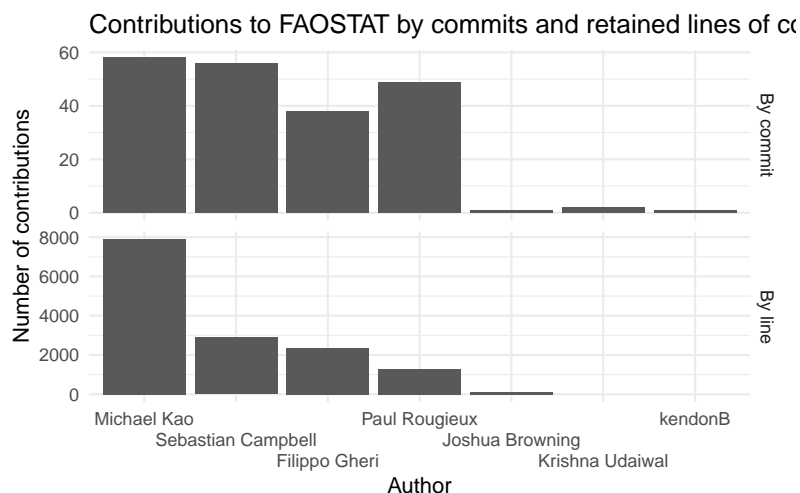 Contributions to FAOSTAT by commits and retained lines of co
Number of contributions
60
40
20
0
By commit
8000
6000
4000
2000
0
By line
Michael Kao
Sebastian Campbell
Filippo Gheri
Paul Rougieux
Joshua Browning
Krishna Udaiwal
kendonB
Author